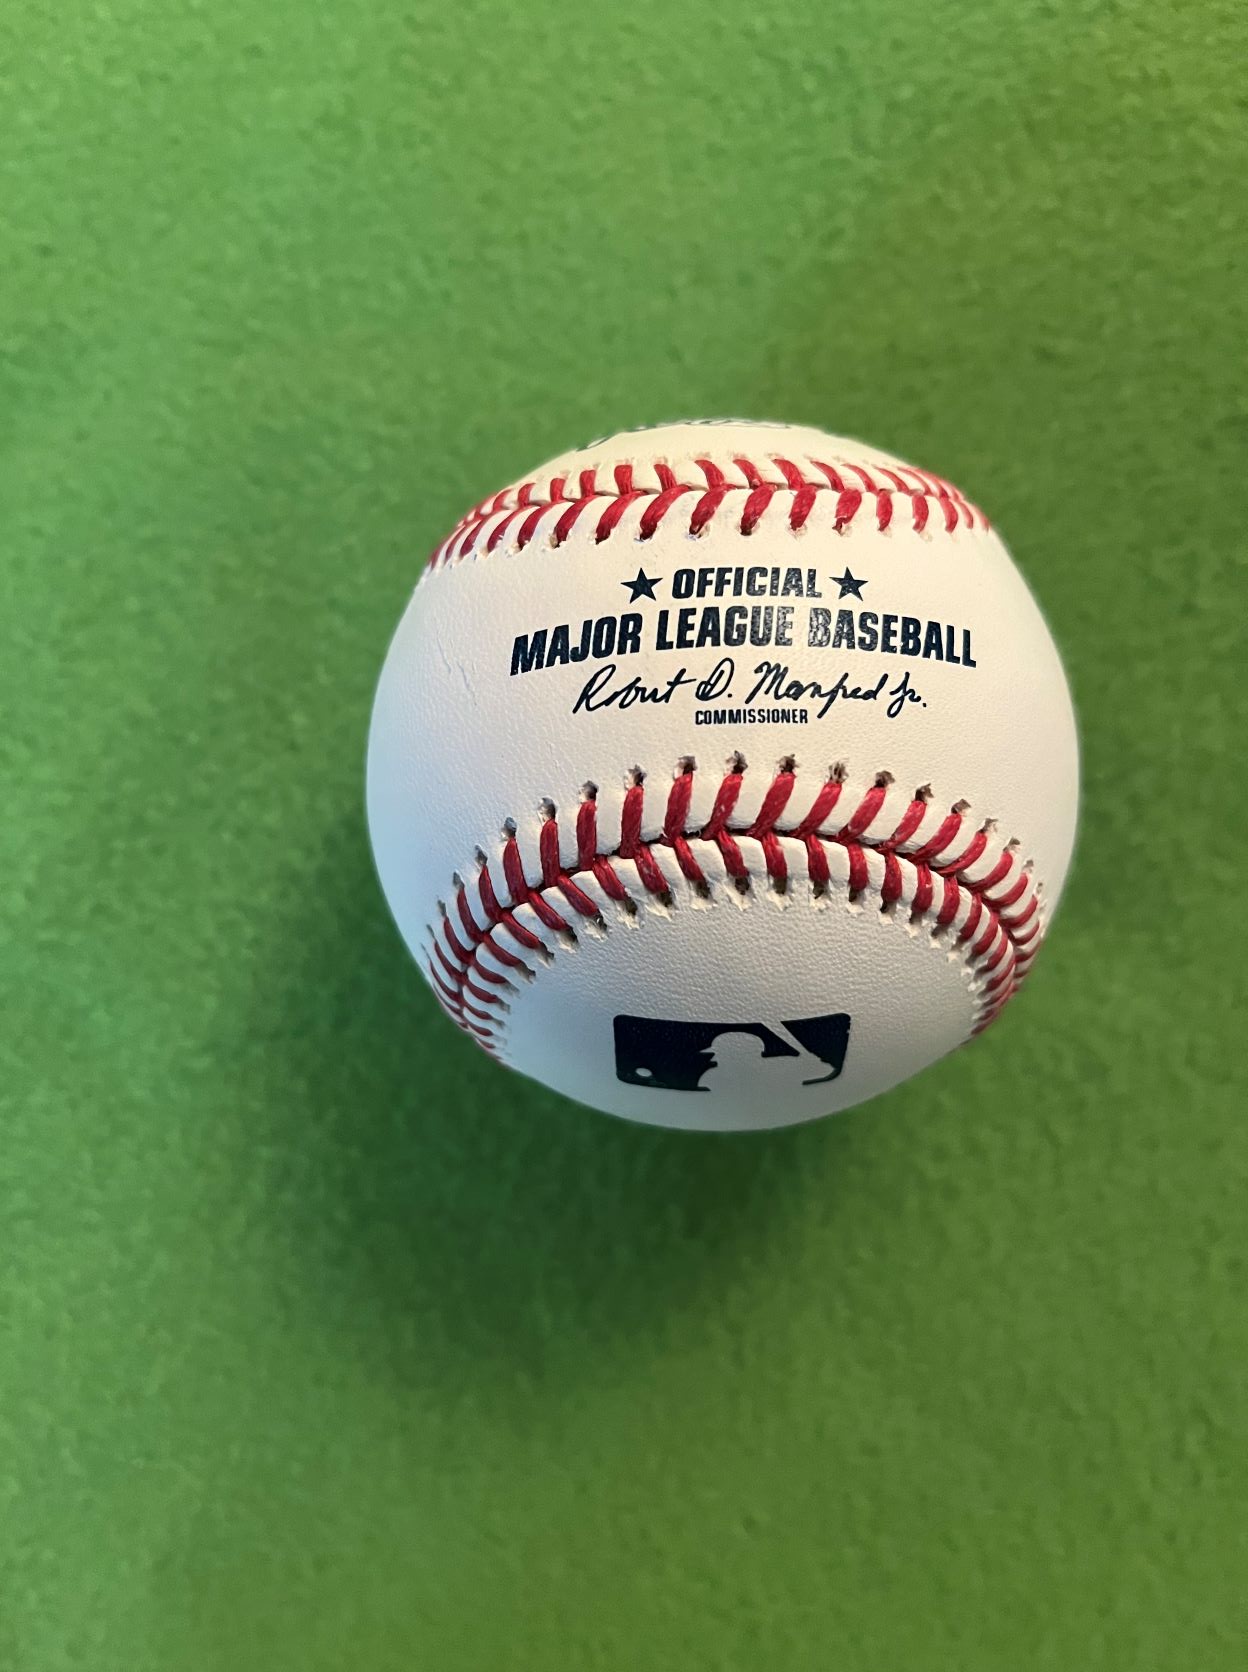 ★ OFFICIAL ★
MAJOR LEAGUE BASEBALL
Robert D. Manfred Jr.
COMMISSIONER